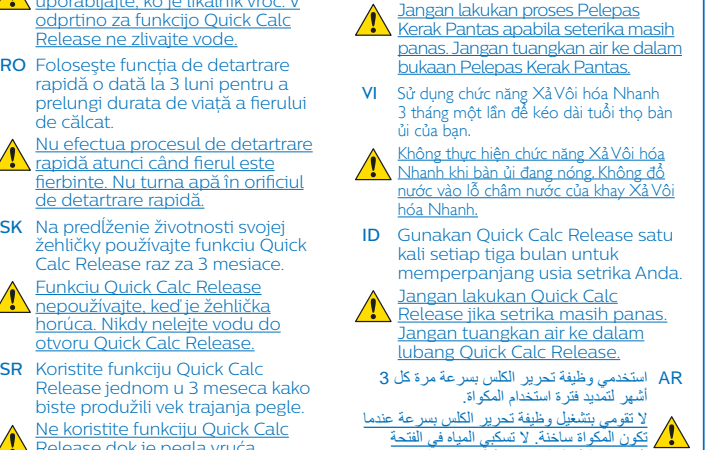 uporabljajte, ko je likalnik vroč. V
odprtino za funkcijo Quick Calc
Release ne zlivajte vode.
RO Foloseşte funcția de detartrare
rapidă o dată la 3 luni pentru a
prelungi durata de viață a fierului
de călcat.
Nu efectua procesul de detartrare
rapidă atunci când fierul este
fierbinte. Nu turna apă în orificiul
de detartrare rapidă.
SK Na predĺženie životnosti svojej
žehličky používajte funkciu Quick
Calc Release raz za 3 mesiace.
Funkciu Quick Calc Release
nepoužívajte, keď je žehlička
horúca. Nikdy nelejte vodu do
otvoru Quick Calc Release.
SR Koristite funkciju Quick Calc
Release jednom u 3 meseca kako
biste produžili vek trajanja pegle.
Ne koristite funkciju Quick Calc
Release dok je pegla vruća.
Jangan lakukan proses Pelepas
Kerak Pantas apabila seterika masih
panas. Jangan tuangkan air ke dalam
bukaan Pelepas Kerak Pantas.
VI Sử dụng chức năng Xả Vôi hóa Nhanh
3 tháng một lần để kéo dài tuổi thọ bàn
ủi của bạn.
Không thực hiện chức năng Xả Vôi hóa
Nhanh khi bàn ủi đang nóng. Không đổ
nước vào lỗ châm nước của khay Xả Vôi
hóa Nhanh.
ID Gunakan Quick Calc Release satu
kali setiap tiga bulan untuk
memperpanjang usia setrika Anda.
Jangan lakukan Quick Calc
Release jika setrika masih panas.
Jangan tuangkan air ke dalam
lubang Quick Calc Release.
AR استخدمي وظيفة تحرير الكلس بسرعة مرة كل 3
أشهر لتمديد فترة استخدام المكواة.
لا تقومي بتشغيل وظيفة تحرير الكلس بسرعة عندما
تكون المكواة ساخنة. لا تسكبي المياه في الفتحة